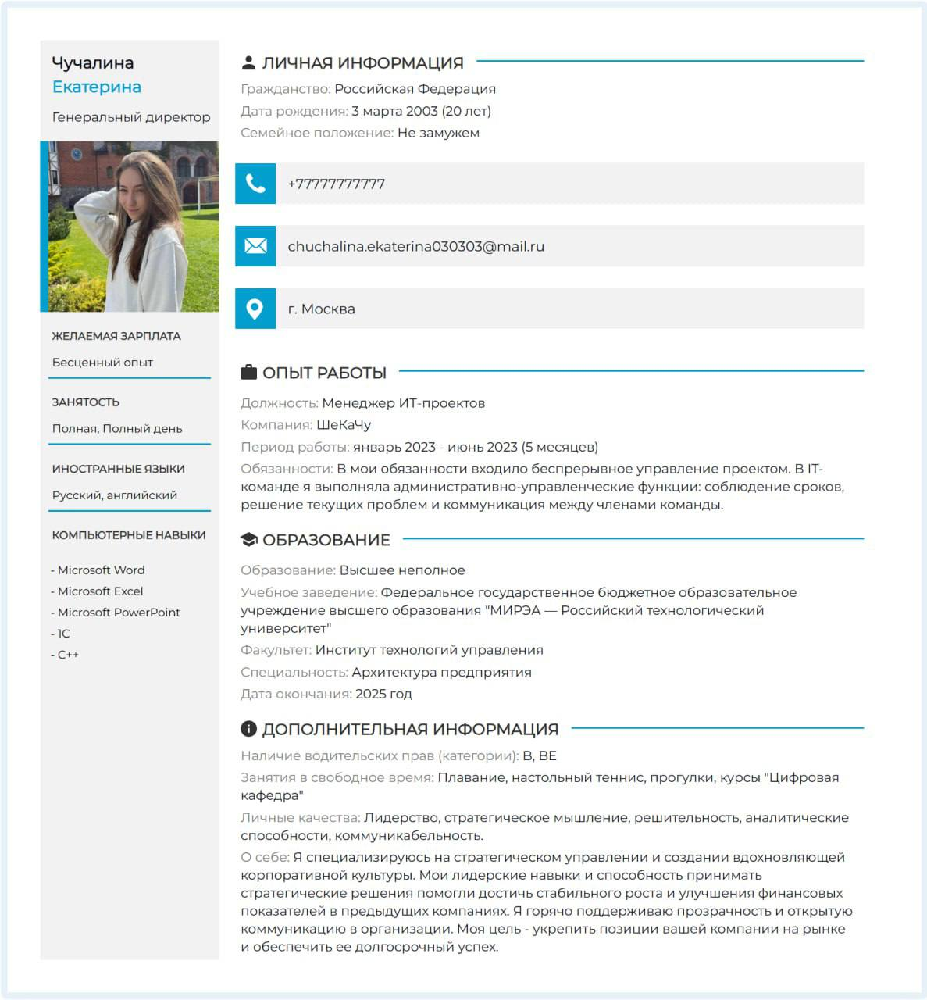 Чучалина
Екатерина
Генеральный директор
ЖЕЛАЕМАЯ ЗАРПЛАТА
Бесценный опыт
ЗАНЯТОСТЬ
Полная, Полный день
ИНОСТРАННЫЕ ЯЗЫКИ
Русский, английский
КОМПЬЮТЕРНЫЕ НАВЫКИ
- Microsoft Word
- Microsoft Excel
- Microsoft PowerPoint
- 1C
- C++
ЛИЧНАЯ ИНФОРМАЦИЯ
Гражданство: Российская Федерация
Дата рождения: 3 марта 2003 (20 лет)
Семейное положение: Не замужем
+77777777777
chuchalina.ekaterina030303@mail.ru
г. Москва
ОПЫТ РАБОТЫ
Должность: Менеджер ИТ-проектов
Компания: ШеКаЧу
Период работы: январь 2023 - июнь 2023 (5 месяцев)
Обязанности: В мои обязанности входило беспрерывное управление проектом. В IT-
команде я выполняла административно-управленческие функции: соблюдение сроков,
решение текущих проблем и коммуникация между членами команды.
ОБРАЗОВАНИЕ
Образование: Высшее неполное
Учебное заведение: Федеральное государственное бюджетное образовательное
учреждение высшего образования "МИРЭА — Российский технологический
университет"
Факультет: Институт технологий управления
Специальность: Архитектура предприятия
Дата окончания: 2025 год
ДОПОЛНИТЕЛЬНАЯ ИНФОРМАЦИЯ
Наличие водительских прав (категории): B, BE
Занятия в свободное время: Плавание, настольный теннис, прогулки, курсы "Цифровая
кафедра"
Личные качества: Лидерство, стратегическое мышление, решительность, аналитические
способности, коммуникабельность.
О себе: Я специализируюсь на стратегическом управлении и создании вдохновляющей
корпоративной культуры. Мои лидерские навыки и способность принимать
стратегические решения помогли достичь стабильного роста и улучшения финансовых
показателей в предыдущих компаниях. Я горячо поддерживаю прозрачность и открытую
коммуникацию в организации. Моя цель - укрепить позиции вашей компании на рынке
и обеспечить ее долгосрочный успех.